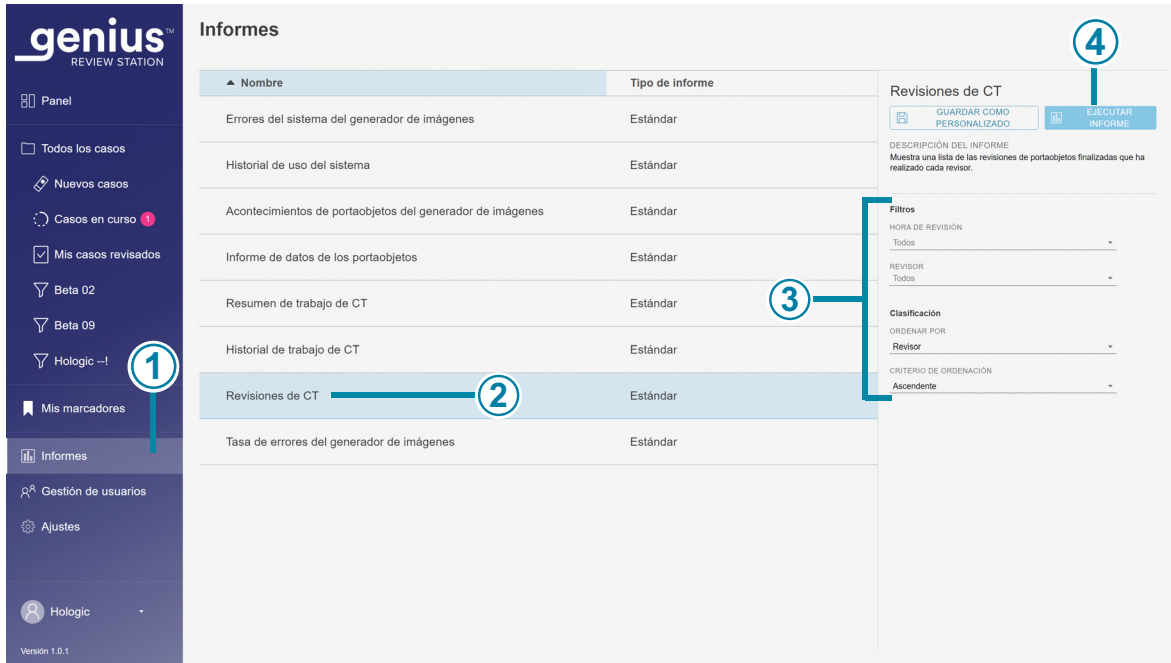 genius™
REVIEW STATION
Panel
Todos los casos
Nuevos casos
Casos en curso 1
Mis casos revisados
Beta 02
Beta 09
Hologic --!
Mis marcadores
Informes
Gestión de usuarios
Ajustes
Hologic
Versión 1.0.1
1
Informes
Nombre
Tipo de informe
Errores del sistema del generador de imágenes
Estándar
Historial de uso del sistema
Estándar
Acontecimientos de portaobjetos del generador de imágenes
Estándar
Informe de datos de los portaobjetos
Estándar
Resumen de trabajo de CT
Estándar
Historial de trabajo de CT
Estándar
Revisiones de CT
2
Estándar
Tasa de errores del generador de imágenes
Estándar
4
Revisiones de CT
GUARDAR COMO
PERSONALIZADO
EJECUTAR
INFORME
DESCRIPCIÓN DEL INFORME
Muestra una lista de las revisiones de portaobjetos finalizadas que ha
realizado cada revisor.
3
Filtros
HORA DE REVISIÓN
Todos
REVISOR
Todos
Clasificación
ORDENAR POR
Revisor
CRITERIO DE ORDENACIÓN
Ascendente